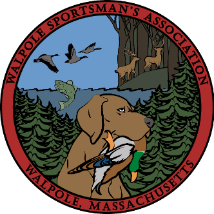 WALPOLE SPORTSMAN'S ASSOCIATION
WALPOLE, MASSACHUSETTS